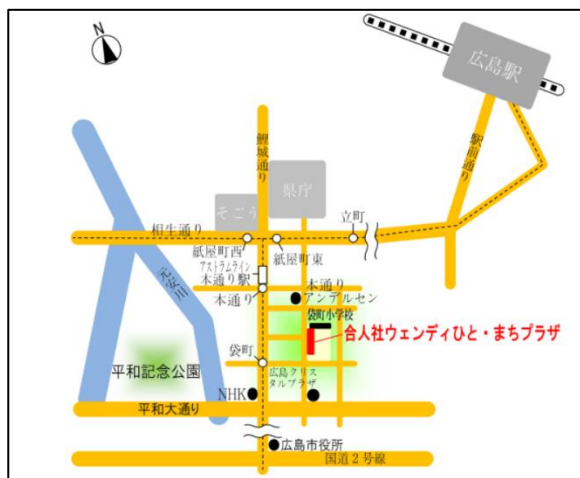 N
広島駅
鯉城通り
駅前通り
県庁
そごう
立町
相生通り
紙屋町西
紙屋町東
アストラムライン
本通り駅
本通り
本通り
アンデルセン
元安川
袋町小学校
合人社ウェンディひと・まちプラザ
袋町
平和記念公園
広島クリス
タルプラザ
NHK
平和大通り
広島市役所
国道2号線